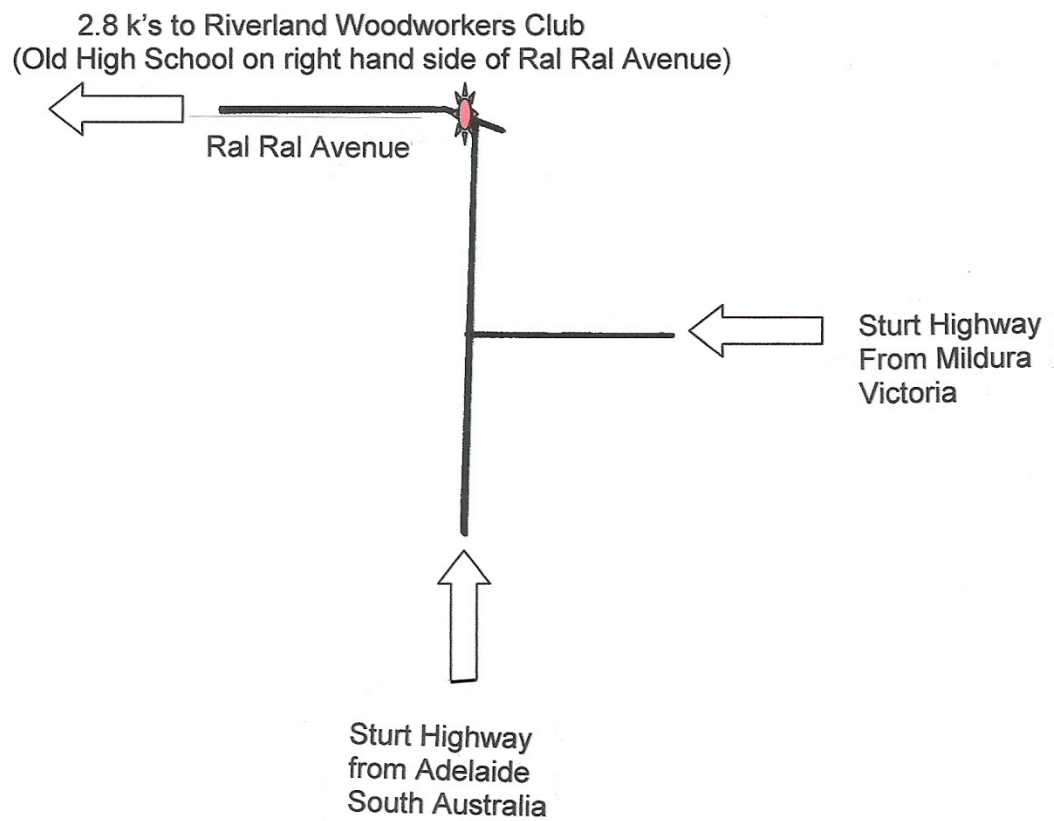 2.8 k's to Riverland Woodworkers Club
(Old High School on right hand side of Ral Ral Avenue)
Ral Ral Avenue
Sturt Highway
From Mildura
Victoria
Sturt Highway
from Adelaide
South Australia